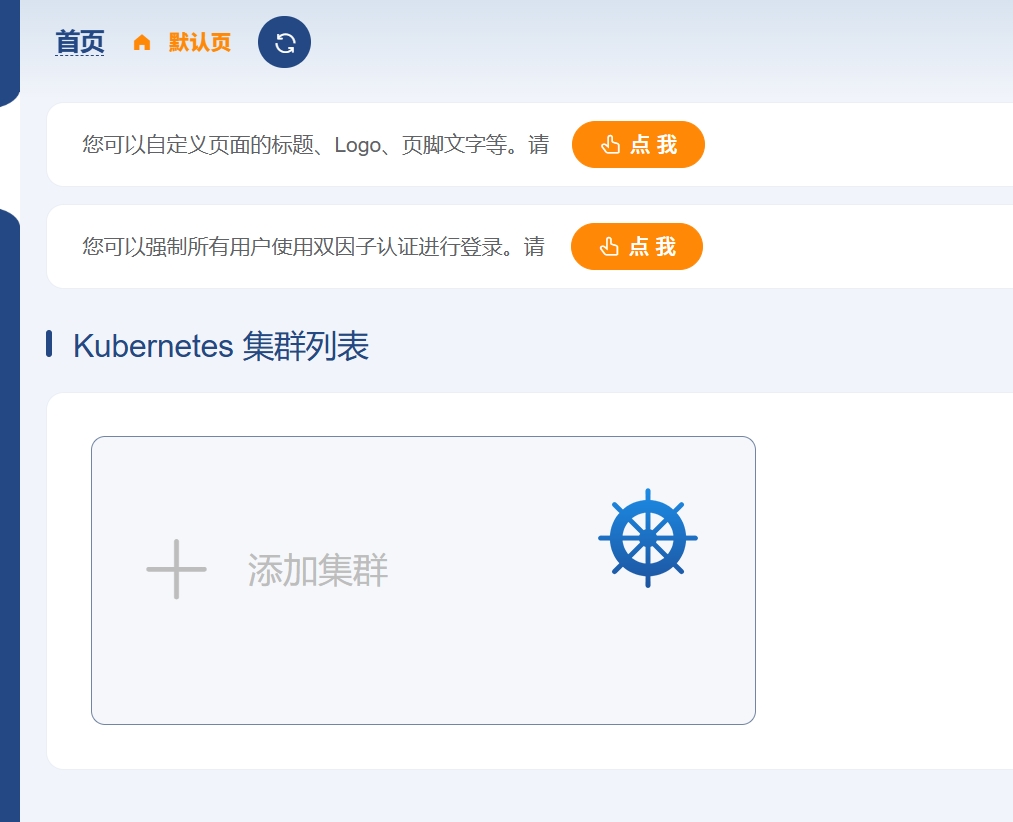 首页 默认页
您可以自定义页面的标题、Logo、页脚文字等。请 点 我
您可以强制所有用户使用双因子认证进行登录。请 点 我
Kubernetes 集群列表
添加集群